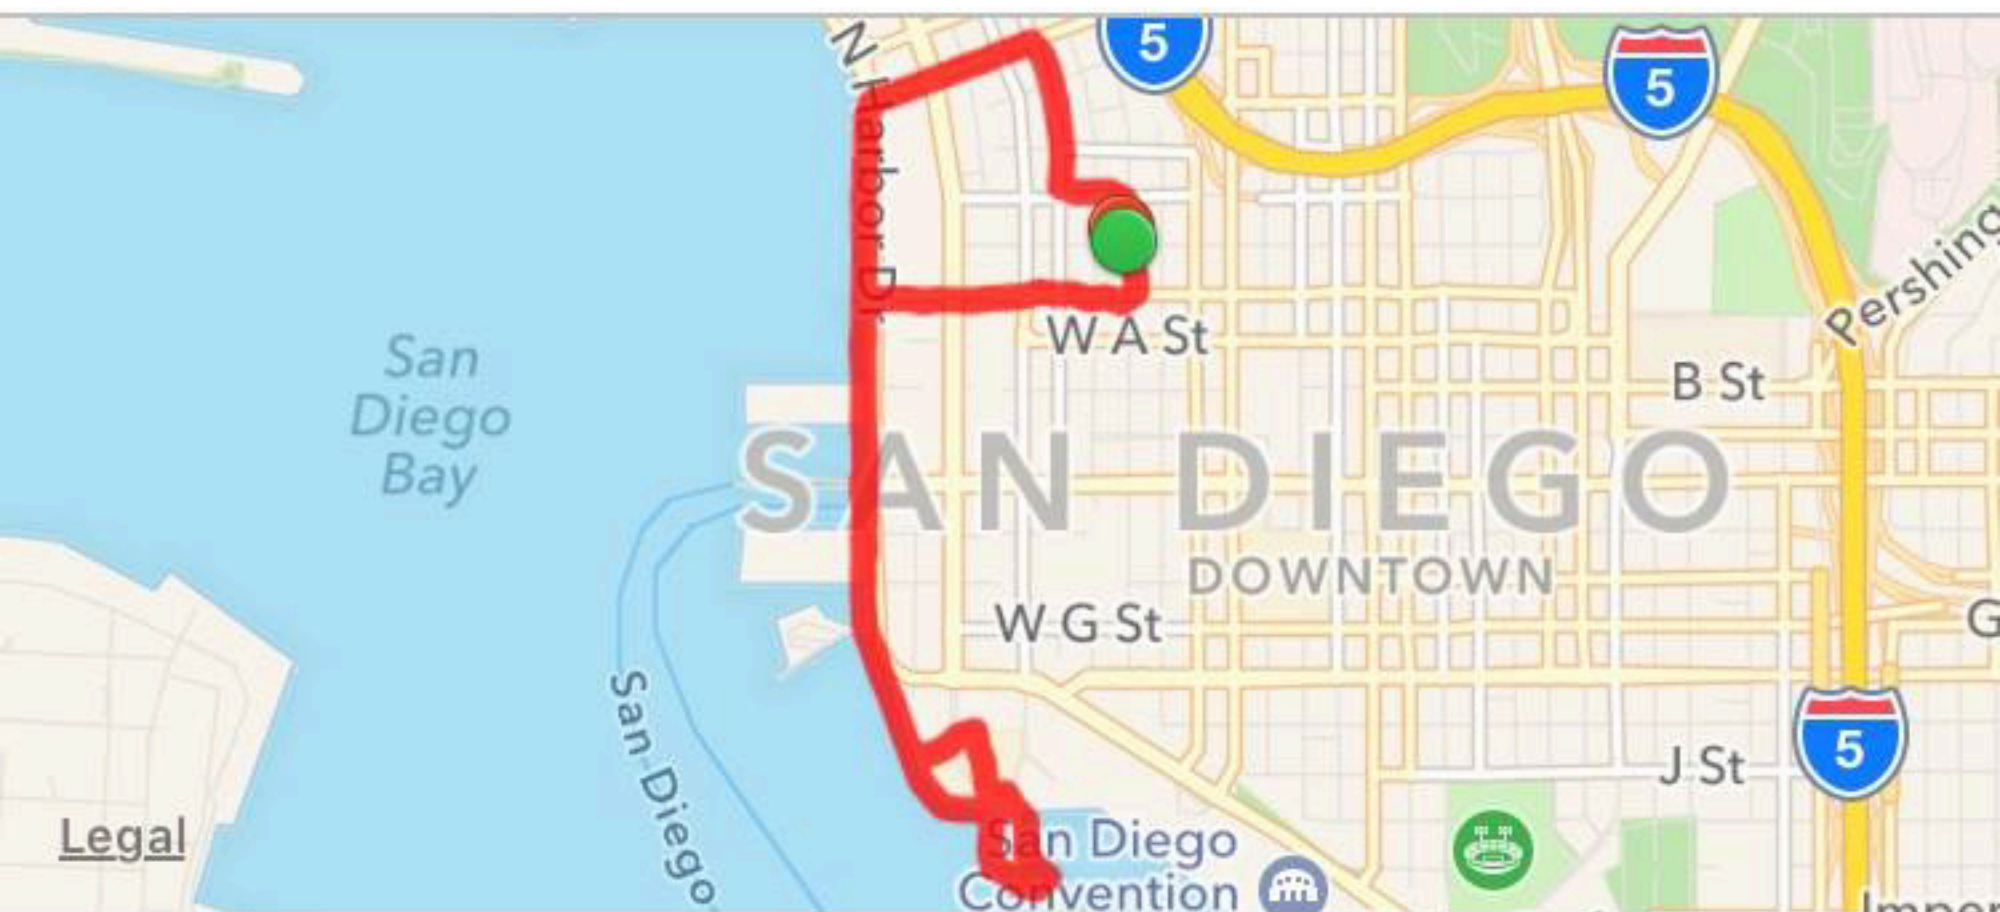 5
5
N Harbor Dr
Pershing
W A St
San
Diego
Bay
B St
SAN DIEGO
DOWNTOWN
W G St
G
San Diego
5
J St
Legal
San Diego
Convention